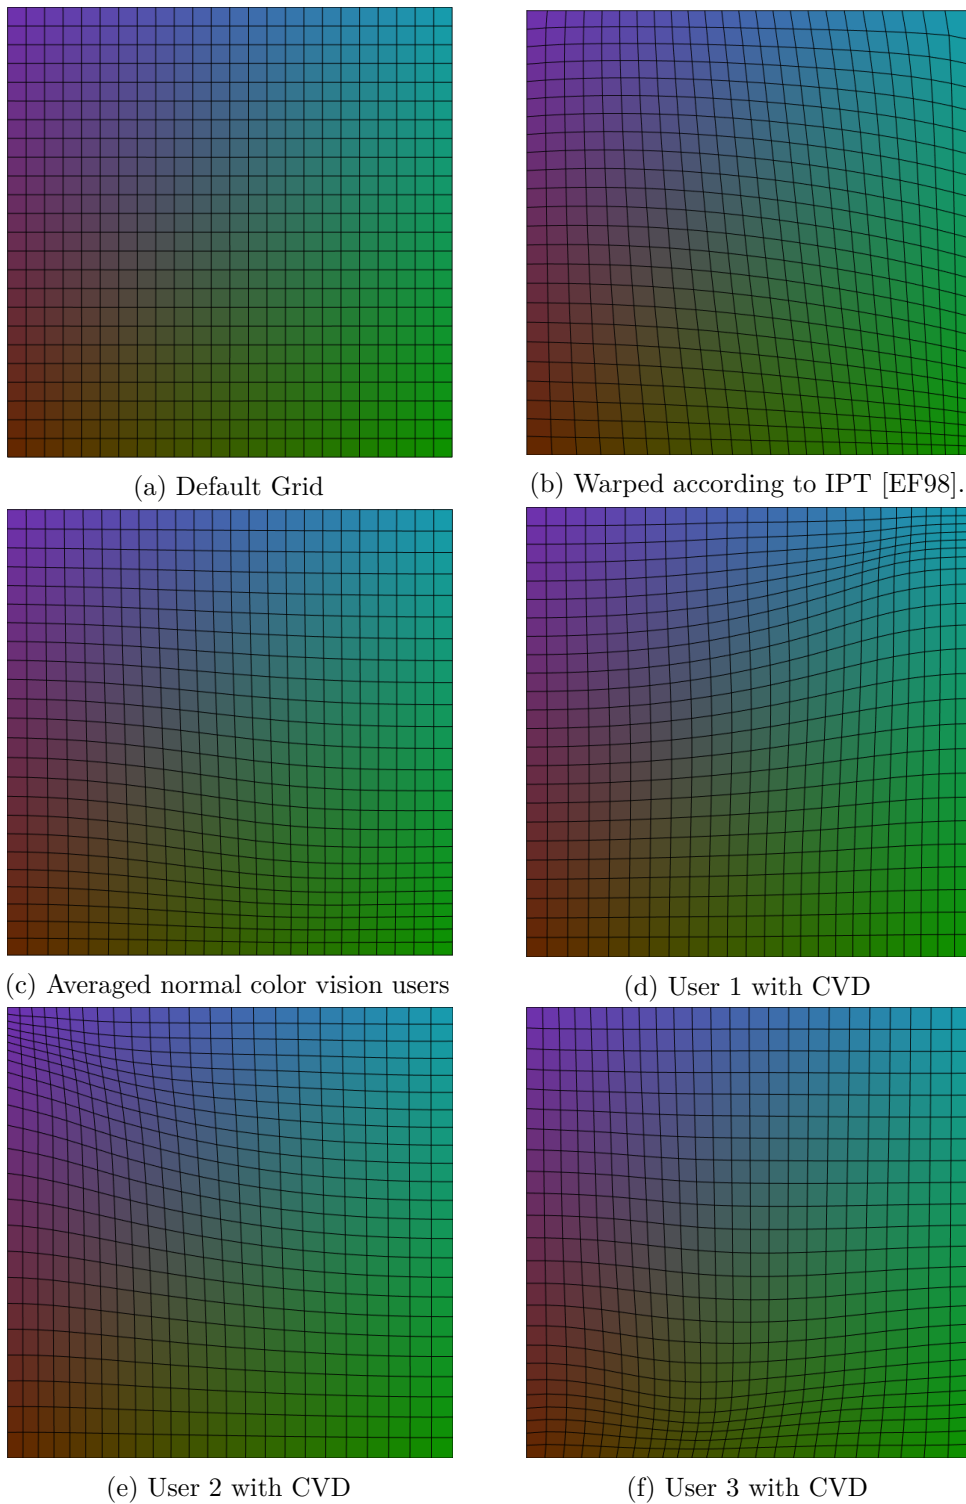 (a) Default Grid
(b) Warped according to IPT [EF98].
(c) Averaged normal color vision users
(d) User 1 with CVD
(e) User 2 with CVD
(f) User 3 with CVD